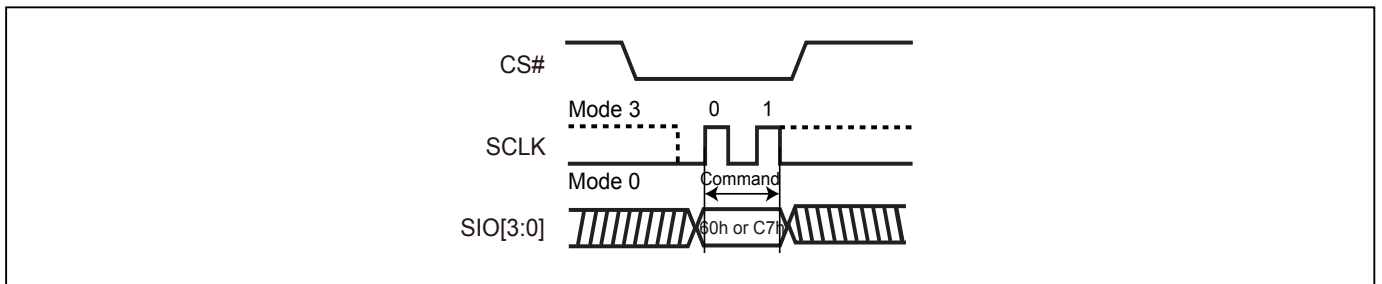 CS#
Mode 3 0 1
SCLK
Mode 0 Command
SIO[3:0] 60h or C7h